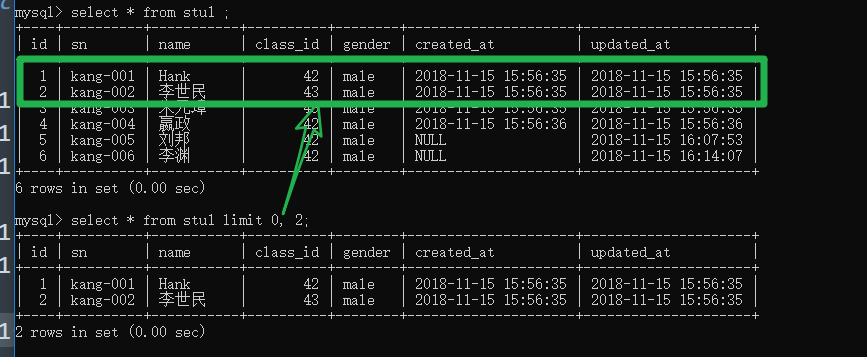 mysql> select * from stu1 ;
| id | sn | name | class_id | gender | created_at | updated_at |
| 1 | kang-001 | Hank | 42 | male | 2018-11-15 15:56:35 | 2018-11-15 15:56:35 |
| 2 | kang-002 | 李世民 | 43 | male | 2018-11-15 15:56:35 | 2018-11-15 15:56:35 |
| 3 | kang-003 | 朱元璋 | male | 2018-11-15 15:56:35 | 2018-11-15 15:56:35 |
| 4 | kang-004 | 嬴政 | 42 | male | 2018-11-15 15:56:36 | 2018-11-15 15:56:36 |
| 5 | kang-005 | 刘邦 | 42 | male | NULL | 2018-11-15 16:07:53 |
| 6 | kang-006 | 李渊 | 42 | male | NULL | 2018-11-15 16:14:07 |
6 rows in set (0.00 sec)
mysql> select * from stu1 limit 0, 2;
| id | sn | name | class_id | gender | created_at | updated_at |
| 1 | kang-001 | Hank | 42 | male | 2018-11-15 15:56:35 | 2018-11-15 15:56:35 |
| 2 | kang-002 | 李世民 | 43 | male | 2018-11-15 15:56:35 | 2018-11-15 15:56:35 |
2 rows in set (0.00 sec)